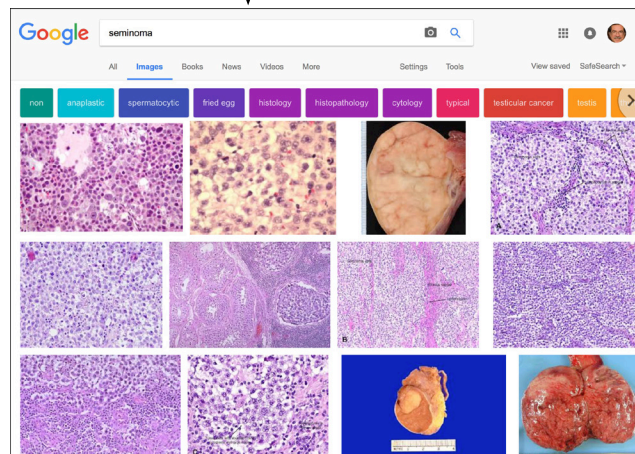 Google
seminoma
All Images Books News Videos More Settings Tools View saved SafeSearch
non anaplastic spermatocytic fried egg histology histopathology cytology typical testicular cancer testis
A
B